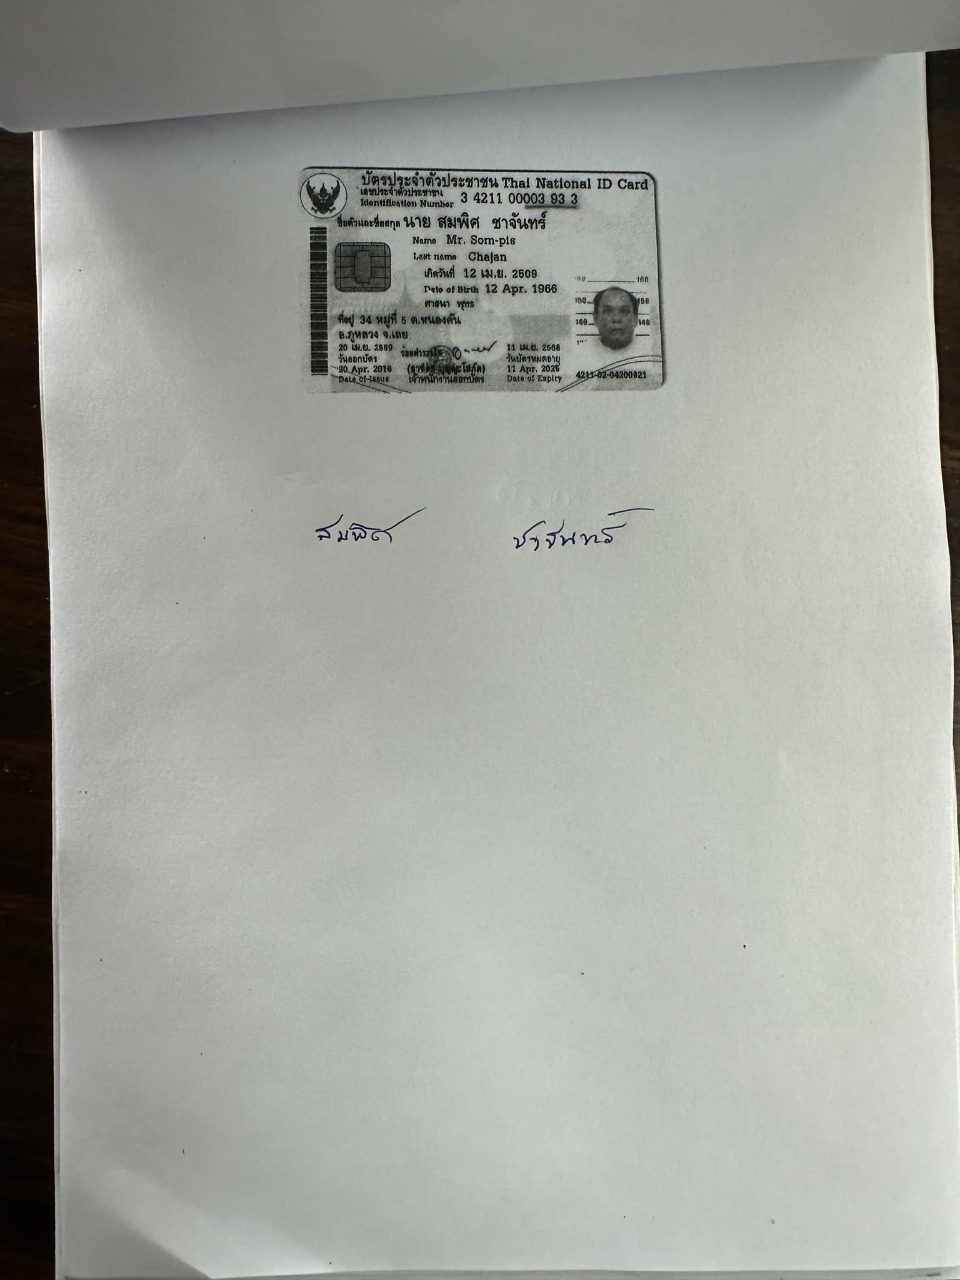 บัตรประจำตัวประชาชน Thai National ID Card
เลขประจำตัวประชาชน
Identification Number 3 4211 00003 93 3
ชื่อตัวและชื่อสกุล นาย สมพิศ ชาจันทร์
Name Mr. Som-pis
Last name Chajan
เกิดวันที่ 12 เม.ย. 2509
Date of Birth 12 Apr. 1966
ศาสนา พุทธ
ที่อยู่ 34 หมู่ที่ 5 ต.หนองคัน
อ.ภูหลวง จ.เลย
20 เม.ย. 2559
วันออกบัตร
20 Apr. 2016
Date of Issue
เจ้าพนักงานออกบัตร
11 เม.ย. 2568
วันบัตรหมดอายุ
11 Apr. 2025
Date of Expiry
4211-02-04200821
สมพิศ ชาจันทร์